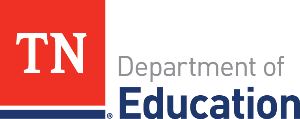 TN
Department of
® Education